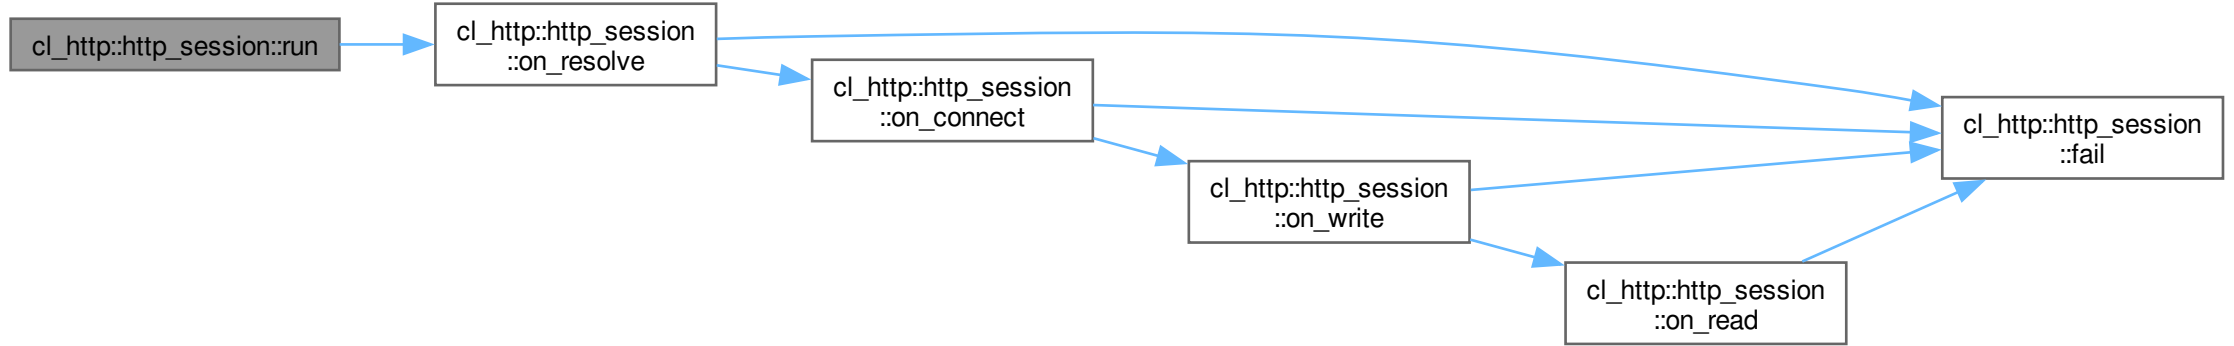 cl_http::http_session::run
cl_http::http_session
::on_resolve
cl_http::http_session
::on_connect
cl_http::http_session
::on_write
cl_http::http_session
::on_read
cl_http::http_session
::fail